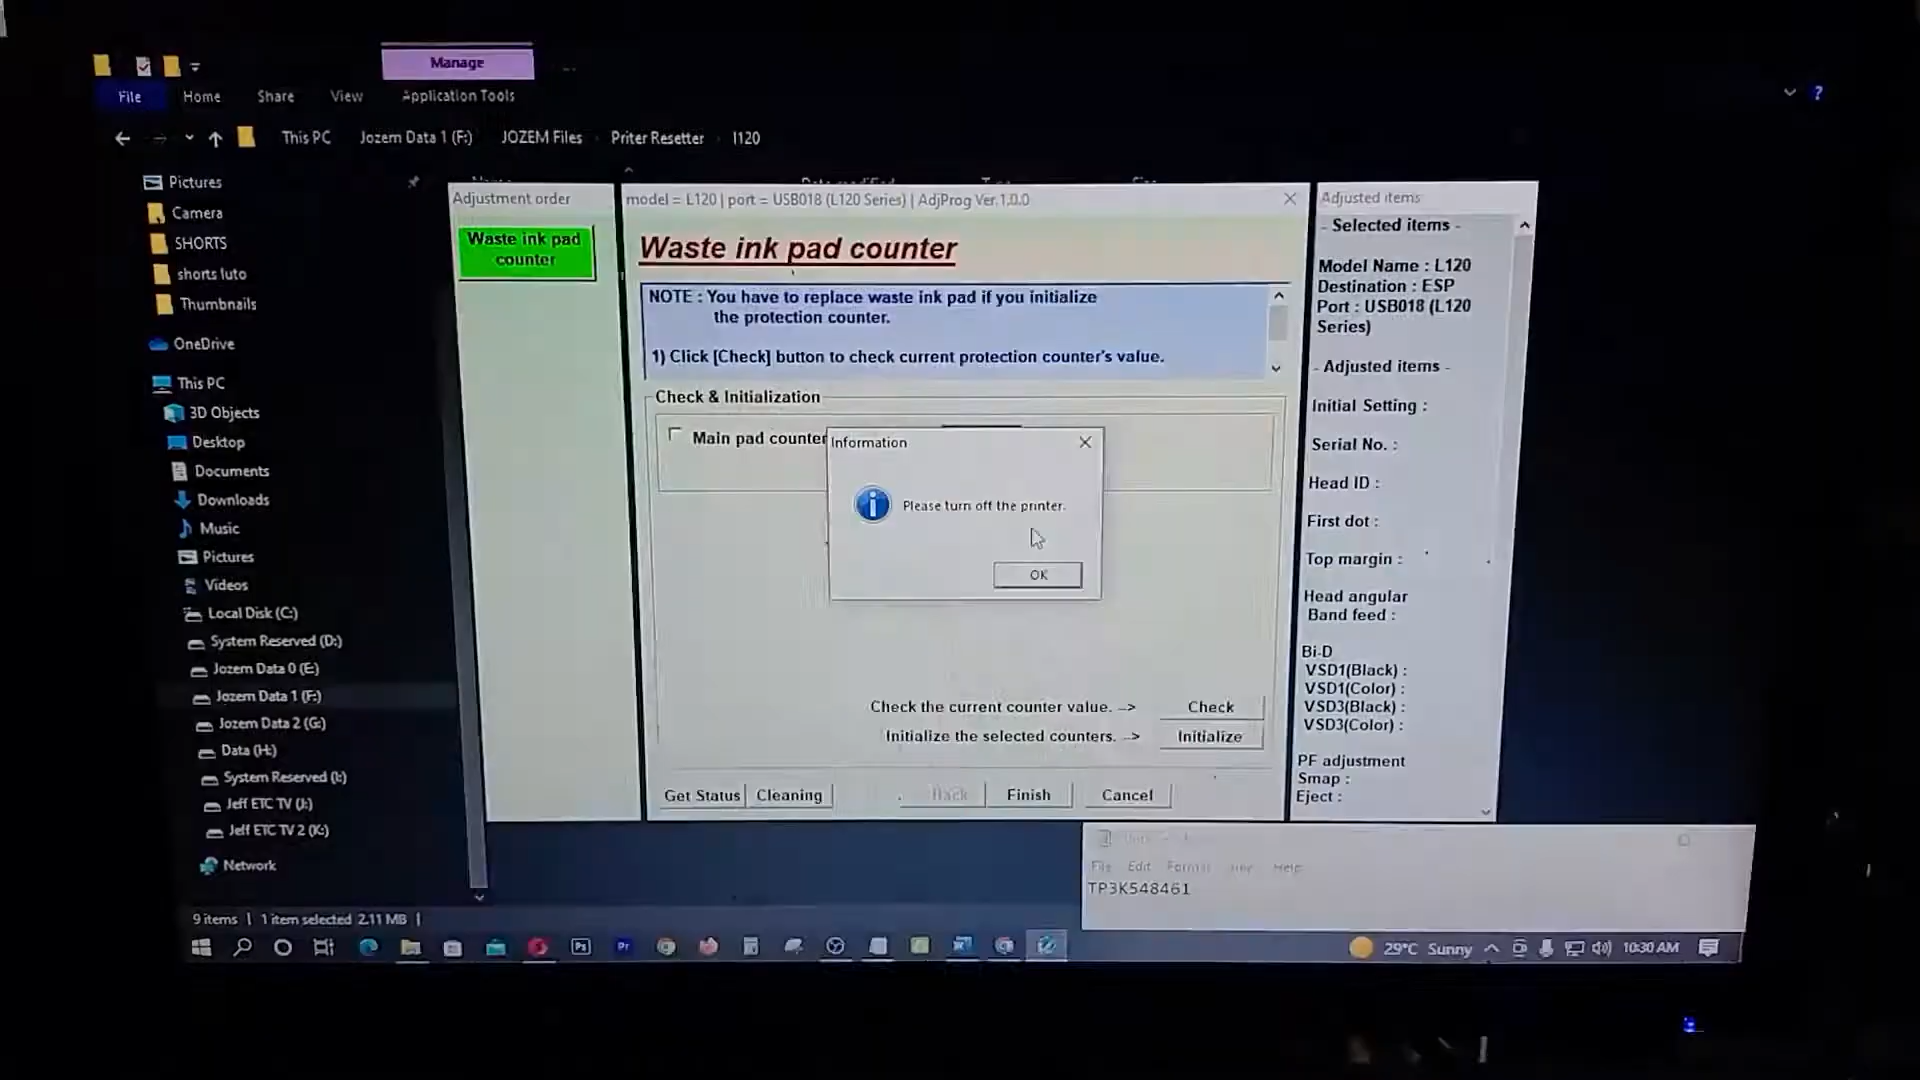 Manage
File Home Share View Application Tools
This PC Jozem Data 1 (F:) JOZEM Files Priter Resetter l120
Pictures
Camera
SHORTS
shorts luto
Thumbnails
OneDrive
This PC
3D Objects
Desktop
Documents
Downloads
Music
Pictures
Videos
Local Disk (C:)
System Reserved (D:)
Jozem Data 0 (E:)
Jozem Data 1 (F:)
Jozem Data 2 (G:)
Data (H:)
System Reserved (I:)
Jeff ETC TV (J:)
Jeff ETC TV 2 (K:)
Network
9 items 1 item selected 2.11 MB
Adjustment order
Waste ink pad
counter
model = L120 | port = USB018 (L120 Series) | AdjProg Ver.1.0.0
Waste ink pad counter
NOTE : You have to replace waste ink pad if you initialize
the protection counter.
1) Click [Check] button to check current protection counter's value.
Check & Initialization
Main pad counter
Information
Please turn off the printer.
OK
Check the current counter value. --> Check
Initialize the selected counters. --> Initialize
Get Status Cleaning Back Finish Cancel
Adjusted items
- Selected items -
Model Name : L120
Destination : ESP
Port : USB018 (L120
Series)
- Adjusted items -
Initial Setting :
Serial No. :
Head ID :
First dot :
Top margin :
Head angular
Band feed :
Bi-D
VSD1(Black) :
VSD1(Color) :
VSD3(Black) :
VSD3(Color) :
PF adjustment
Smap :
Eject :
File Edit Format Help
TP3K548461
29°C Sunny 10:30 AM